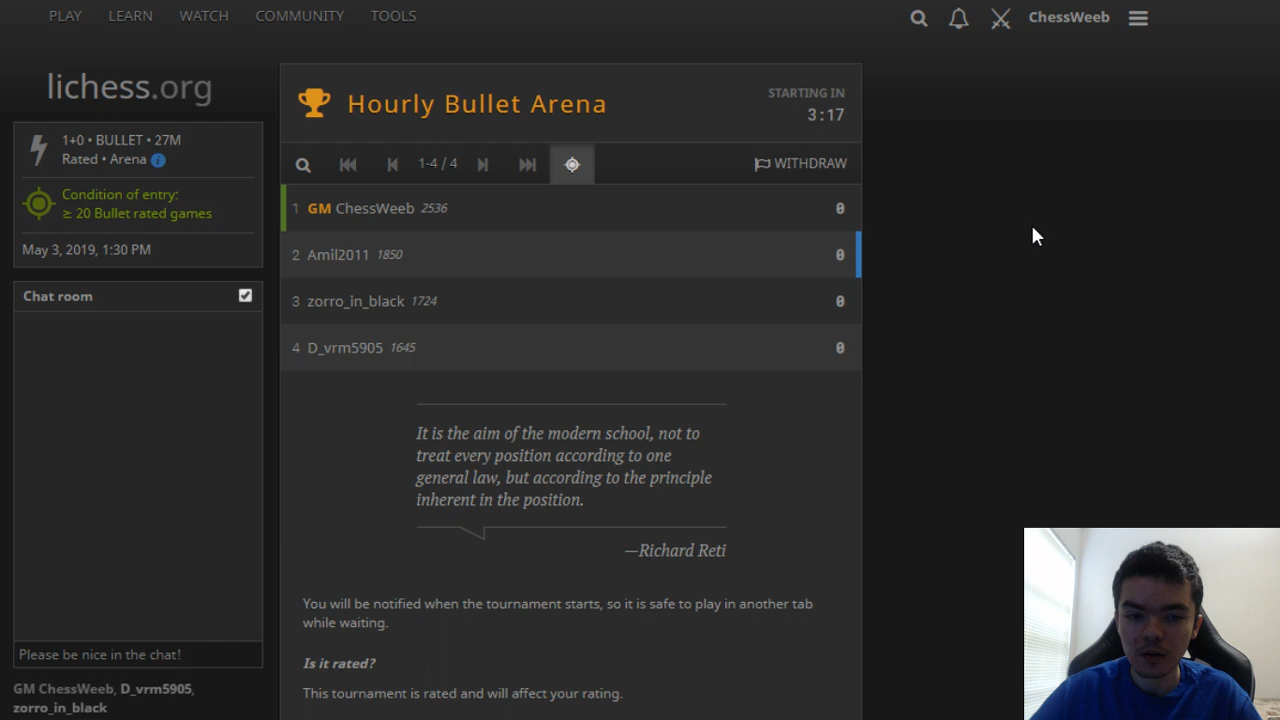 PLAY LEARN WATCH COMMUNITY TOOLS ChessWeeb
lichess.org
1+0 • BULLET • 27M
Rated • Arena
Condition of entry:
≥ 20 Bullet rated games
May 3, 2019, 1:30 PM
Chat room
Please be nice in the chat!
GM ChessWeeb, D_vrm5905,
zorro_in_black
Hourly Bullet Arena
STARTING IN
3:17
1-4 / 4 WITHDRAW
1 GM ChessWeeb 2536 0
2 Amil2011 1850 0
3 zorro_in_black 1724 0
4 D_vrm5905 1645 0
It is the aim of the modern school, not to
treat every position according to one
general law, but according to the principle
inherent in the position.
—Richard Reti
You will be notified when the tournament starts, so it is safe to play in another tab
while waiting.
Is it rated?
This tournament is rated and will affect your rating.